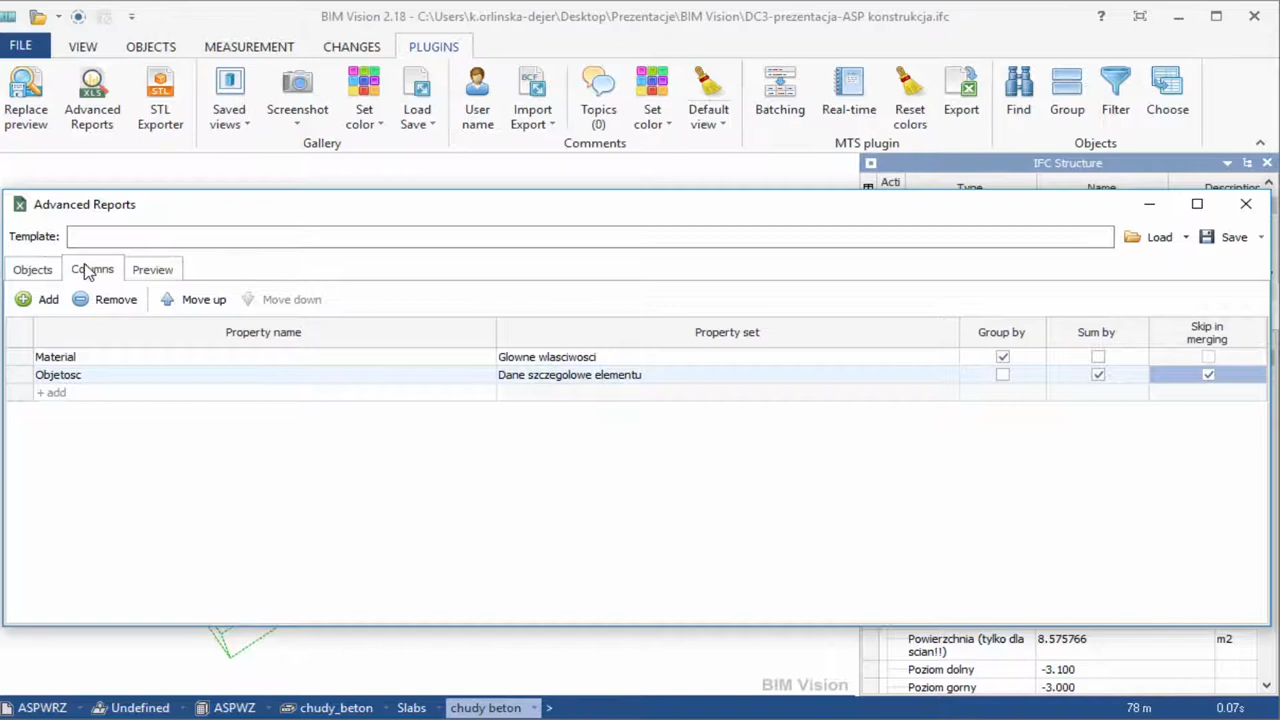 BIM Vision 2.18 - C:\Users\k.orlinska-dejer\Desktop\Prezentacje\BIM Vision\DC3-prezentacja-ASP konstrukcja.ifc
?
FILE VIEW OBJECTS MEASUREMENT CHANGES PLUGINS
Replace preview
Advanced Reports
STL Exporter
Saved views
Screenshot
Set color
Load Save
User name
Import Export
Topics (0)
Set color
Default view
Batching
Real-time
Reset colors
Export
Find
Group
Filter
Choose
XLS STL BCF
Gallery Comments MTS plugin Objects
IFC Structure
Acti Type Name Description
Advanced Reports
Template: Load Save
Objects Columns Preview
Add Remove Move up Move down
Property name Property set Group by Sum by Skip in merging
Material Glowne wlasciwosci
Objetosc Dane szczegolowe elementu
+ add
Powierzchnia (tylko dla scian!!) 8.575766 m2
Poziom dolny -3.100
Poziom gorny -3.000
BIM Vision
ASPWRZ Undefined ASPWZ chudy_beton Slabs chudy beton > 78 m 0.07s